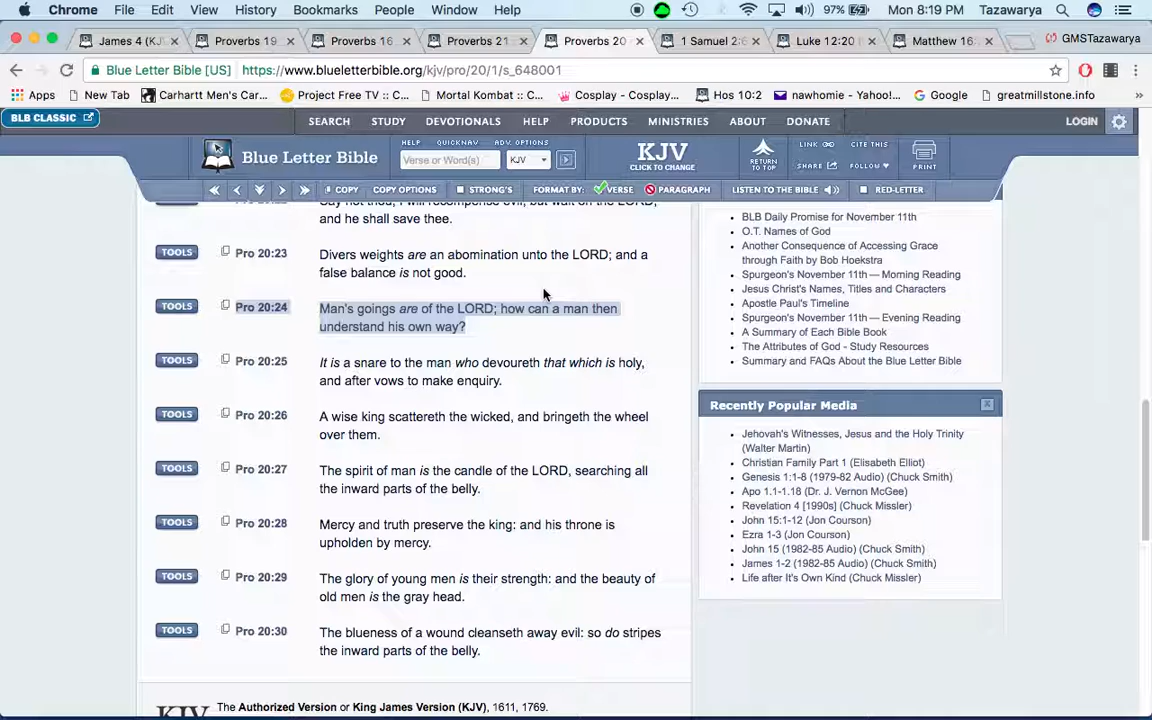 Chrome File Edit View History Bookmarks People Window Help 97% Mon 8:19 PM Tazawarya
James 4 (KJ Proverbs 19 Proverbs 16 Proverbs 21 Proverbs 20 1 Samuel 2:6 Luke 12:20 Matthew 16: GMSTazawarya
Blue Letter Bible [US] https://www.blueletterbible.org/kjv/pro/20/1/s_648001
Apps New Tab Carhartt Men's Car... Project Free TV :: C... Mortal Kombat :: C... Cosplay - Cosplay... Hos 10:2 nawhomie - Yahoo!... Google greatmillstone.info »
BLB CLASSIC SEARCH STUDY DEVOTIONALS HELP PRODUCTS MINISTRIES ABOUT DONATE LOGIN
HELP QUICKNAV ADV. OPTIONS
Blue Letter Bible Verse or Word(s) KJV
KJV
CLICK TO CHANGE
RETURN
TO TOP
LINK CITE THIS
SHARE FOLLOW PRINT
COPY COPY OPTIONS STRONG'S FORMAT BY: VERSE PARAGRAPH LISTEN TO THE BIBLE RED-LETTER
Say not thou, I will recompense evil; but wait on the LORD,
and he shall save thee.
TOOLS Pro 20:23 Divers weights are an abomination unto the LORD; and a
false balance is not good.
TOOLS Pro 20:24 Man's goings are of the LORD; how can a man then
understand his own way?
TOOLS Pro 20:25 It is a snare to the man who devoureth that which is holy,
and after vows to make enquiry.
TOOLS Pro 20:26 A wise king scattereth the wicked, and bringeth the wheel
over them.
TOOLS Pro 20:27 The spirit of man is the candle of the LORD, searching all
the inward parts of the belly.
TOOLS Pro 20:28 Mercy and truth preserve the king: and his throne is
upholden by mercy.
TOOLS Pro 20:29 The glory of young men is their strength: and the beauty of
old men is the gray head.
TOOLS Pro 20:30 The blueness of a wound cleanseth away evil: so do stripes
the inward parts of the belly.
KJV The Authorized Version or King James Version (KJV), 1611, 1769.
BLB Daily Promise for November 11th
O.T. Names of God
Another Consequence of Accessing Grace
through Faith by Bob Hoekstra
Spurgeon's November 11th — Morning Reading
Jesus Christ's Names, Titles and Characters
Apostle Paul's Timeline
Spurgeon's November 11th — Evening Reading
A Summary of Each Bible Book
The Attributes of God - Study Resources
Summary and FAQs About the Blue Letter Bible
Recently Popular Media
Jehovah's Witnesses, Jesus and the Holy Trinity
(Walter Martin)
Christian Family Part 1 (Elisabeth Elliot)
Genesis 1:1-8 (1979-82 Audio) (Chuck Smith)
Apo 1.1-1.18 (Dr. J. Vernon McGee)
Revelation 4 [1990s] (Chuck Missler)
John 15:1-12 (Jon Courson)
Ezra 1-3 (Jon Courson)
John 15 (1982-85 Audio) (Chuck Smith)
James 1-2 (1982-85 Audio) (Chuck Smith)
Life after It's Own Kind (Chuck Missler)